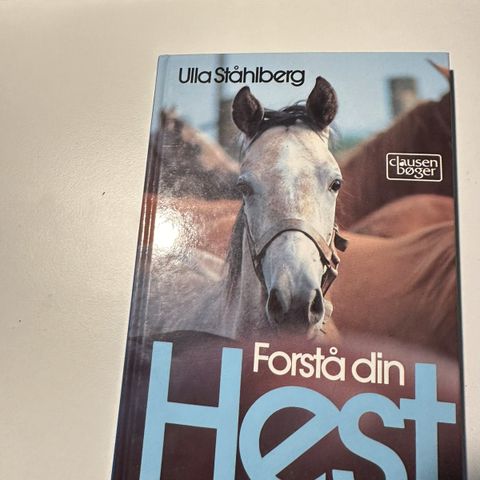 Ulla Ståhlberg
clausen
bøger
Forstå din
Hest